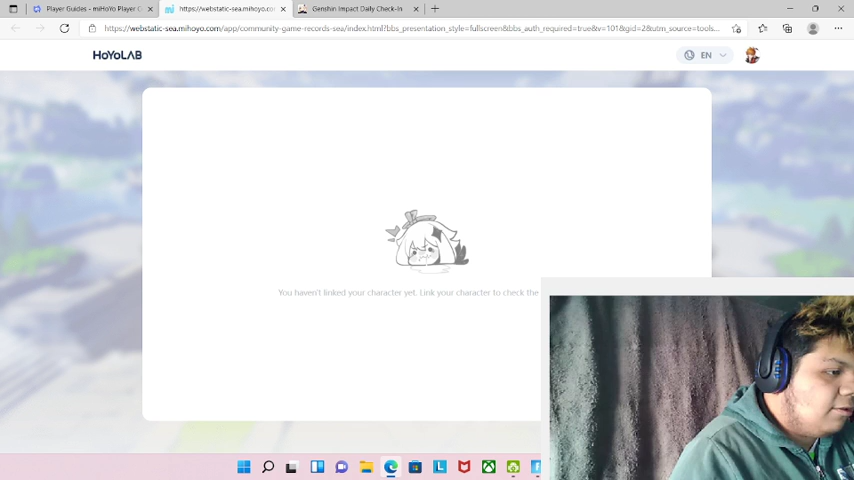 Player Guides - miHoYo Player C
https://webstatic-sea.mihoyo.com
Genshin Impact Daily Check-In
https://webstatic-sea.mihoyo.com/app/community-game-records-sea/index.html?bbs_presentation_style=fullscreen&bbs_auth_required=true&v=101&gid=2&utm_source=tools...
HoYoLAB
EN
You haven't linked your character yet. Link your character to check the